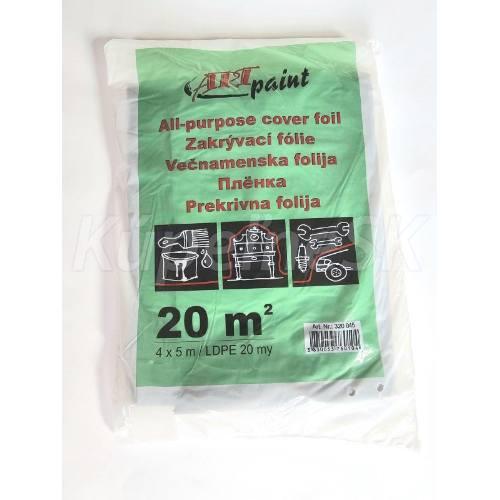 ART
paint
All-purpose cover foil
Zakrývací fólie
Večnamenska folija
Плёнка
Prekrivna folija
20 m²
4 x 5 m / LDPE 20 my
Art. Nr.: 320 045